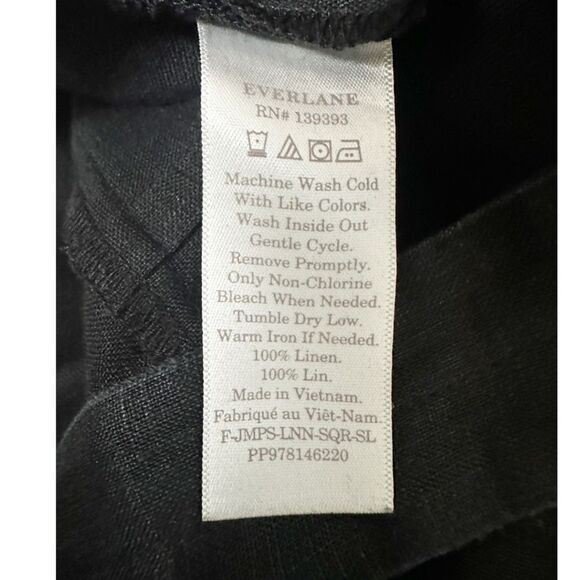 EVERLANE
RN# 139393
Machine Wash Cold
With Like Colors.
Wash Inside Out
Gentle Cycle.
Remove Promptly.
Only Non-Chlorine
Bleach When Needed.
Tumble Dry Low.
Warm Iron If Needed.
100% Linen.
100% Lin.
Made in Vietnam.
Fabriqué au Viêt-Nam.
F-JMPS-LNN-SQR-SL
PP978146220